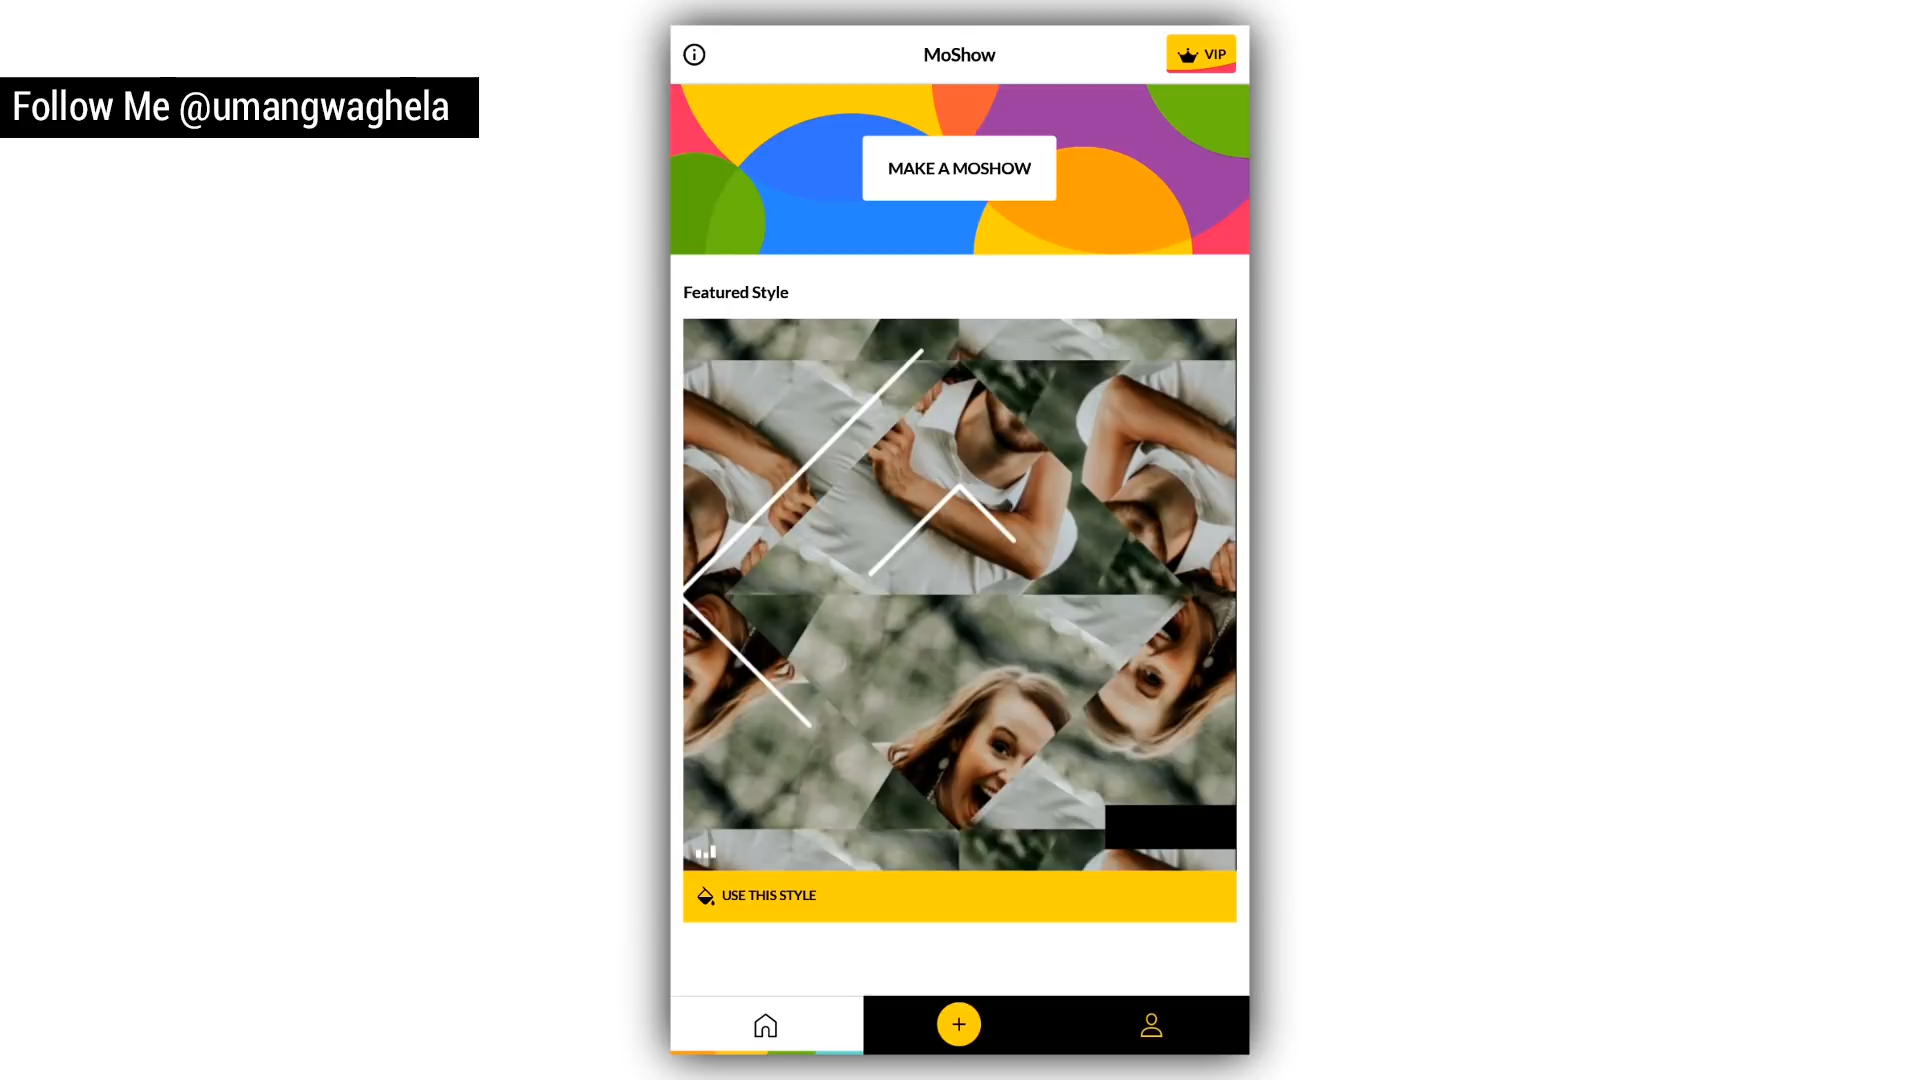 Follow Me @umangwaghela
MoShow
VIP
MAKE A MOSHOW
Featured Style
USE THIS STYLE